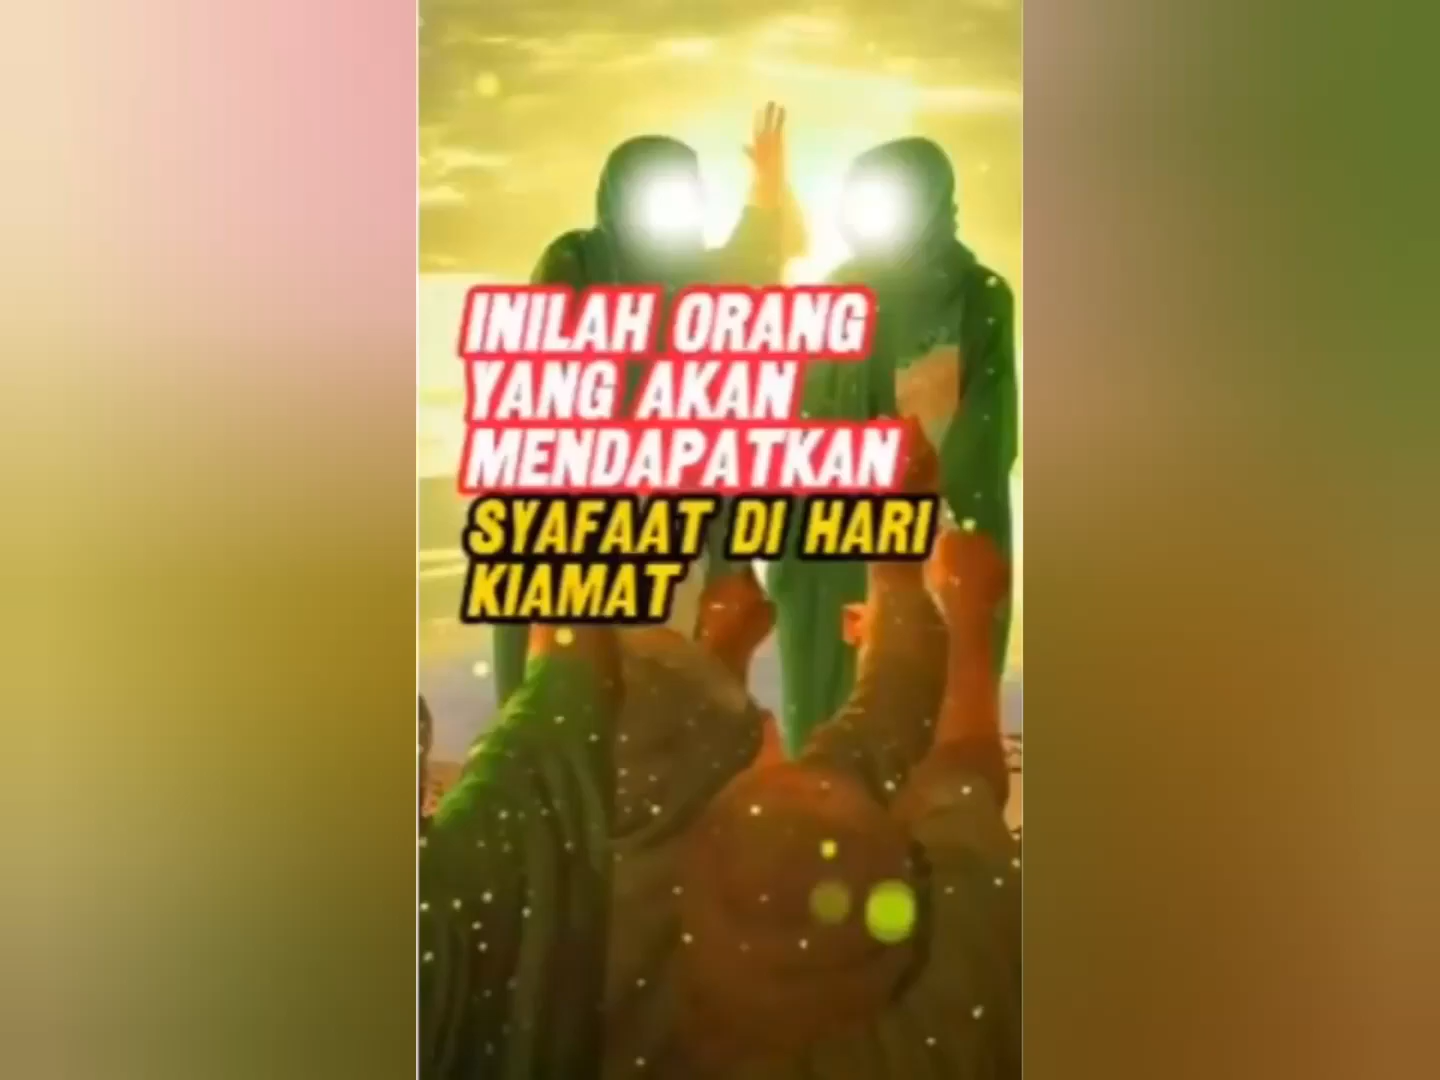 INILAH ORANG
YANG AKAN
MENDAPATKAN
SYAFAAT DI HARI
KIAMAT